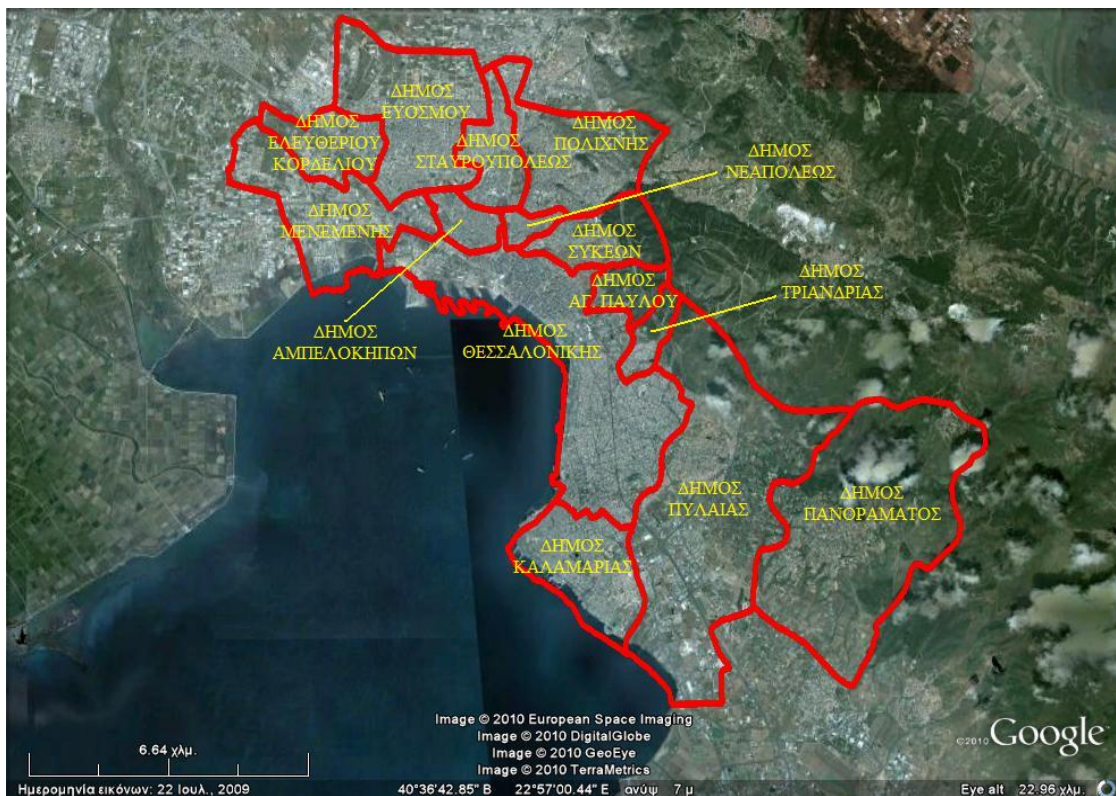 ΔΗΜΟΣ
ΕΥΟΣΜΟΥ
ΔΗΜΟΣ
ΕΛΕΥΘΕΡΙΟΥ
ΚΟΡΔΕΛΙΟΥ
ΔΗΜΟΣ
ΣΤΑΥΡΟΥΠΟΛΕΩΣ
ΔΗΜΟΣ
ΠΟΛΙΧΝΗΣ
ΔΗΜΟΣ
ΝΕΑΠΟΛΕΩΣ
ΔΗΜΟΣ
ΜΕΝΕΜΕΝΗΣ
ΔΗΜΟΣ
ΣΥΚΕΩΝ
ΔΗΜΟΣ
ΑΓ. ΠΑΥΛΟΥ
ΔΗΜΟΣ
ΤΡΙΑΝΔΡΙΑΣ
ΔΗΜΟΣ
ΑΜΠΕΛΟΚΗΠΩΝ
ΔΗΜΟΣ
ΘΕΣΣΑΛΟΝΙΚΗΣ
ΔΗΜΟΣ
ΠΥΛΑΙΑΣ
ΔΗΜΟΣ
ΠΑΝΟΡΑΜΑΤΟΣ
ΔΗΜΟΣ
ΚΑΛΑΜΑΡΙΑΣ
Image © 2010 European Space Imaging
Image © 2010 DigitalGlobe
Image © 2010 GeoEye
Image © 2010 TerraMetrics
©2010 Google
6.64 χλμ.
Ημερομηνία εικόνων: 22 Ιουλ., 2009 40°36'42.85" Β 22°57'00.44" Ε ανύψ 7 μ Eye alt 22.96 χλμ.